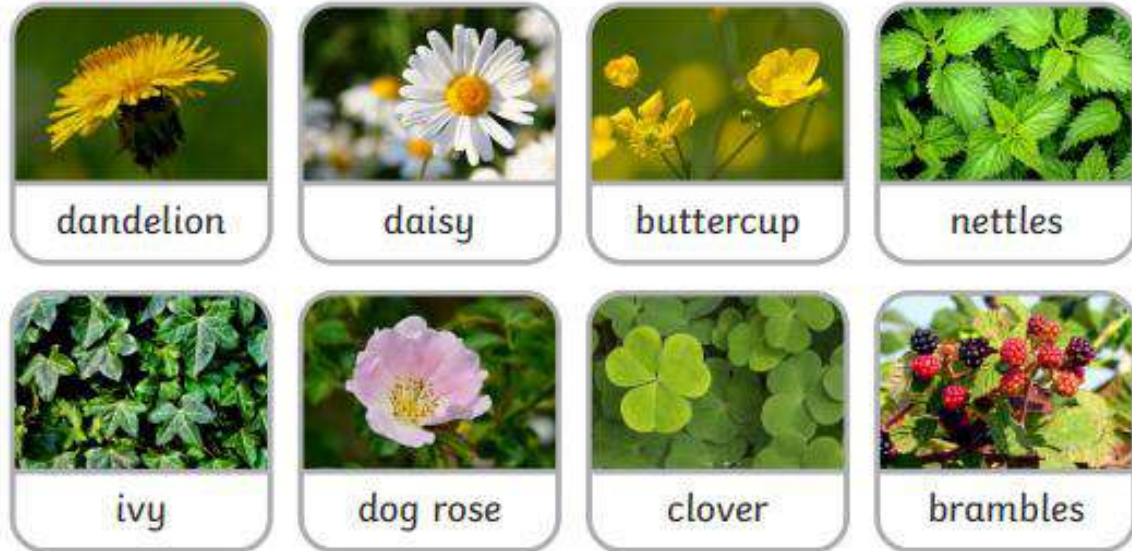 dandelion
daisy
buttercup
nettles
ivy
dog rose
clover
brambles